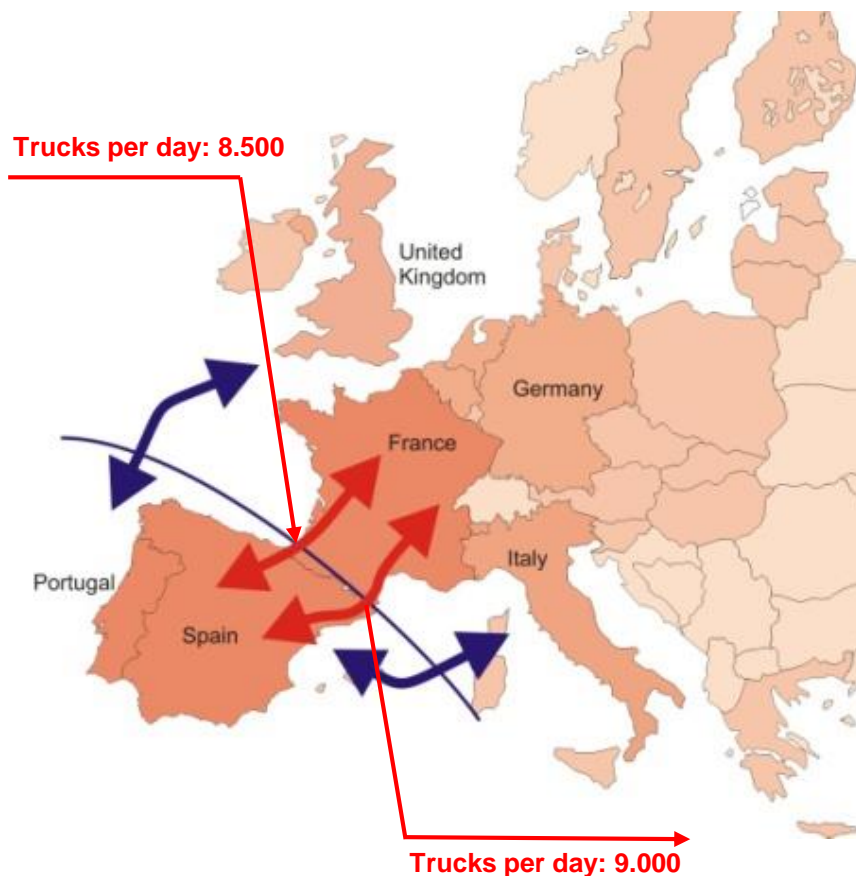 Trucks per day: 8.500
United
Kingdom
Germany
France
Italy
Portugal
Spain
Trucks per day: 9.000